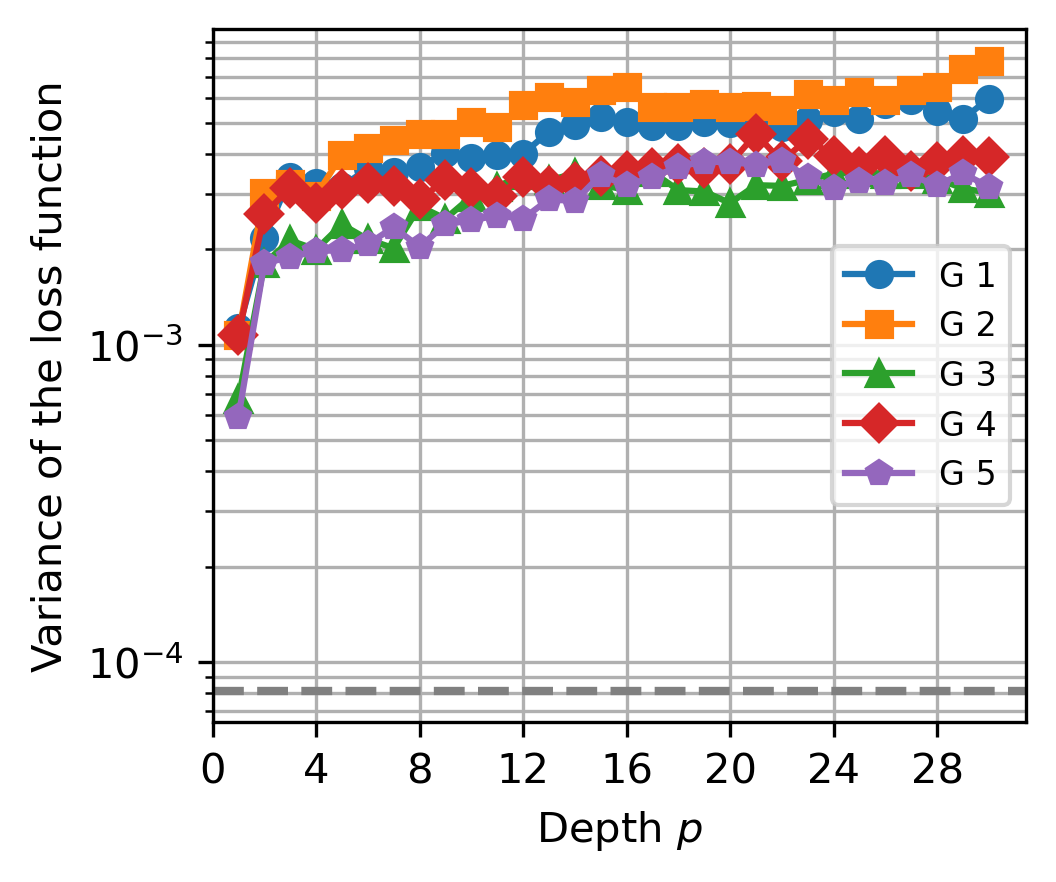 Variance of the loss function
10⁻³
10⁻⁴
G 1
G 2
G 3
G 4
G 5
0 4 8 12 16 20 24 28
Depth p